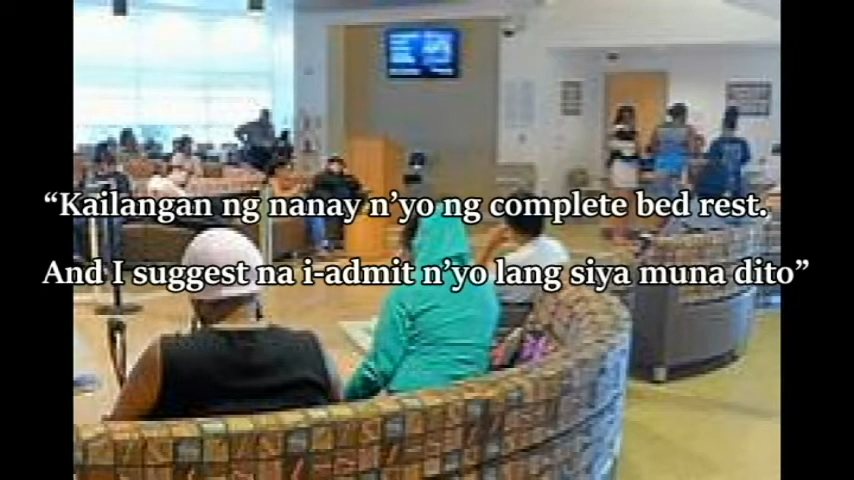 “Kailangan ng nanay n’yo ng complete bed rest.
And I suggest na i-admit n’yo lang siya muna dito”